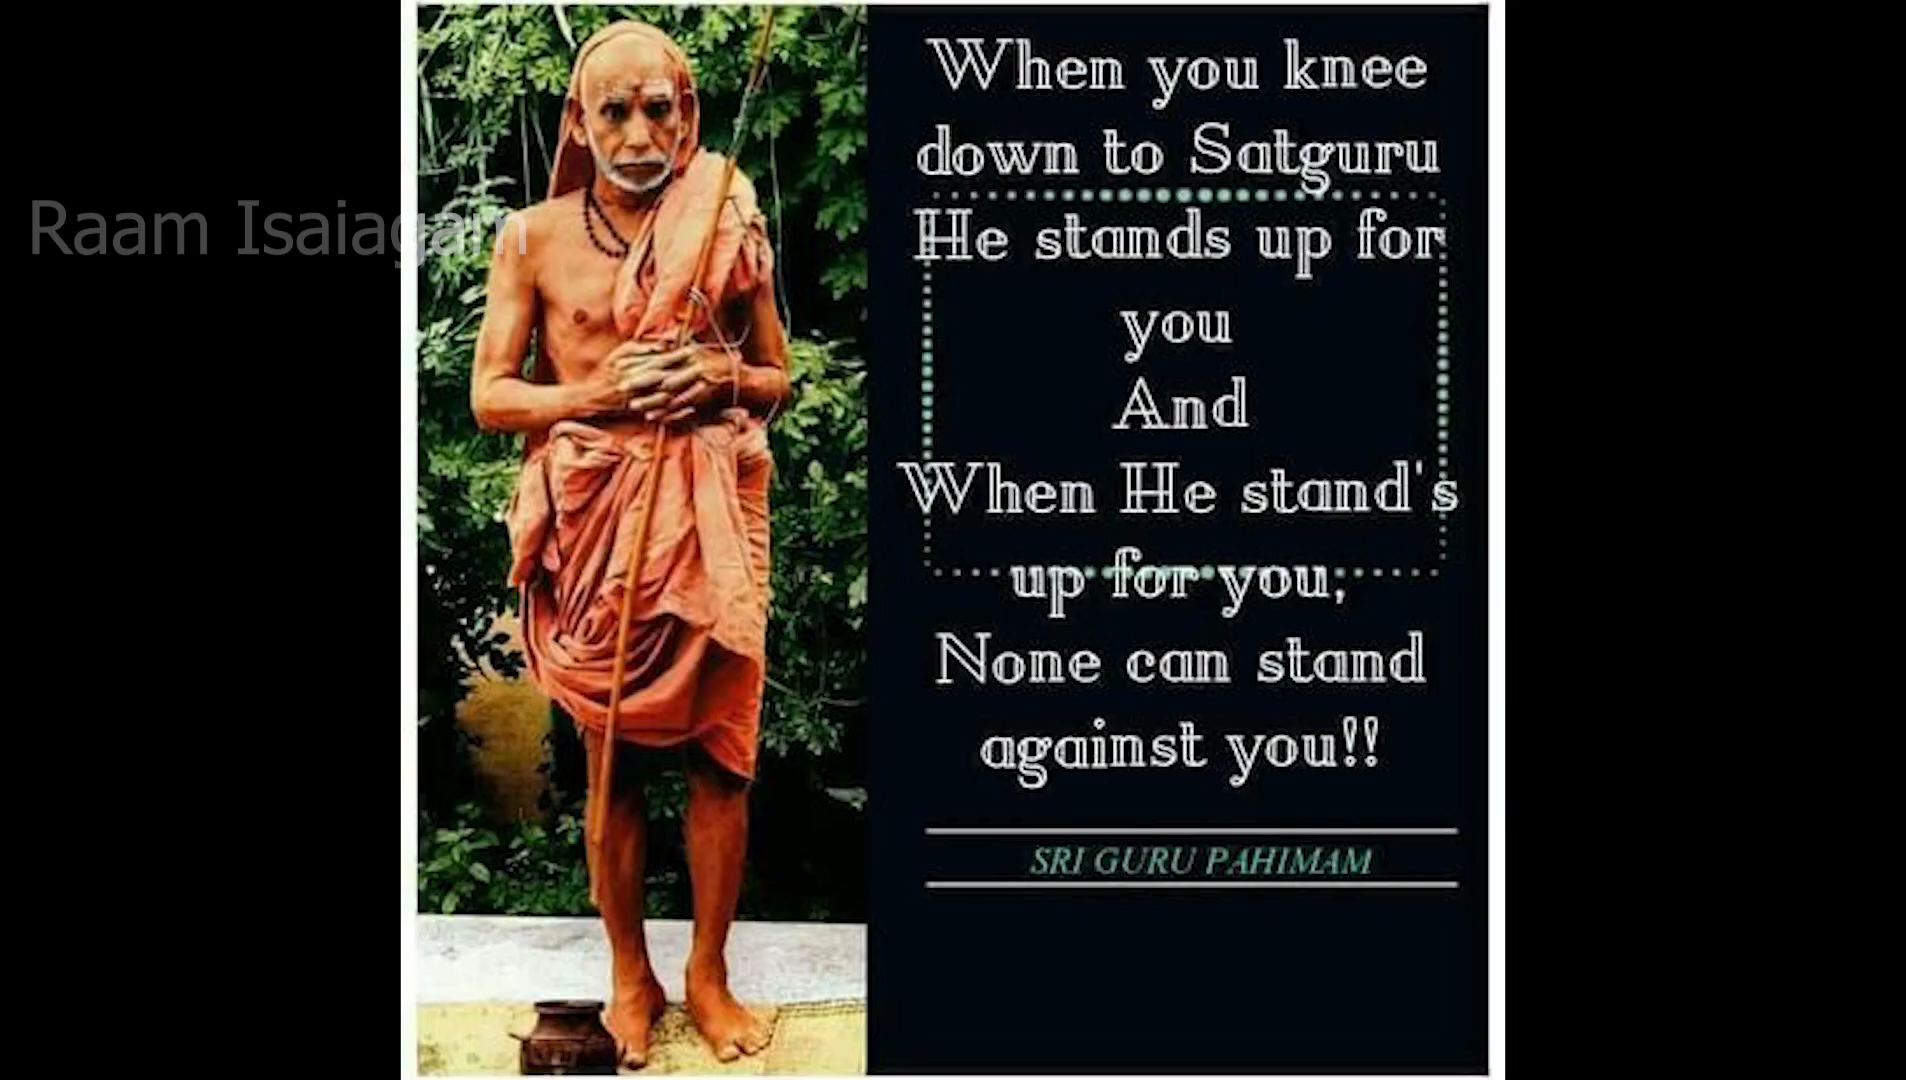 Raam Isaiagam
When you knee
down to Satguru
He stands up for
you
And
When He stand's
up for you,
None can stand
against you!!
SRI GURU PAHIMAM